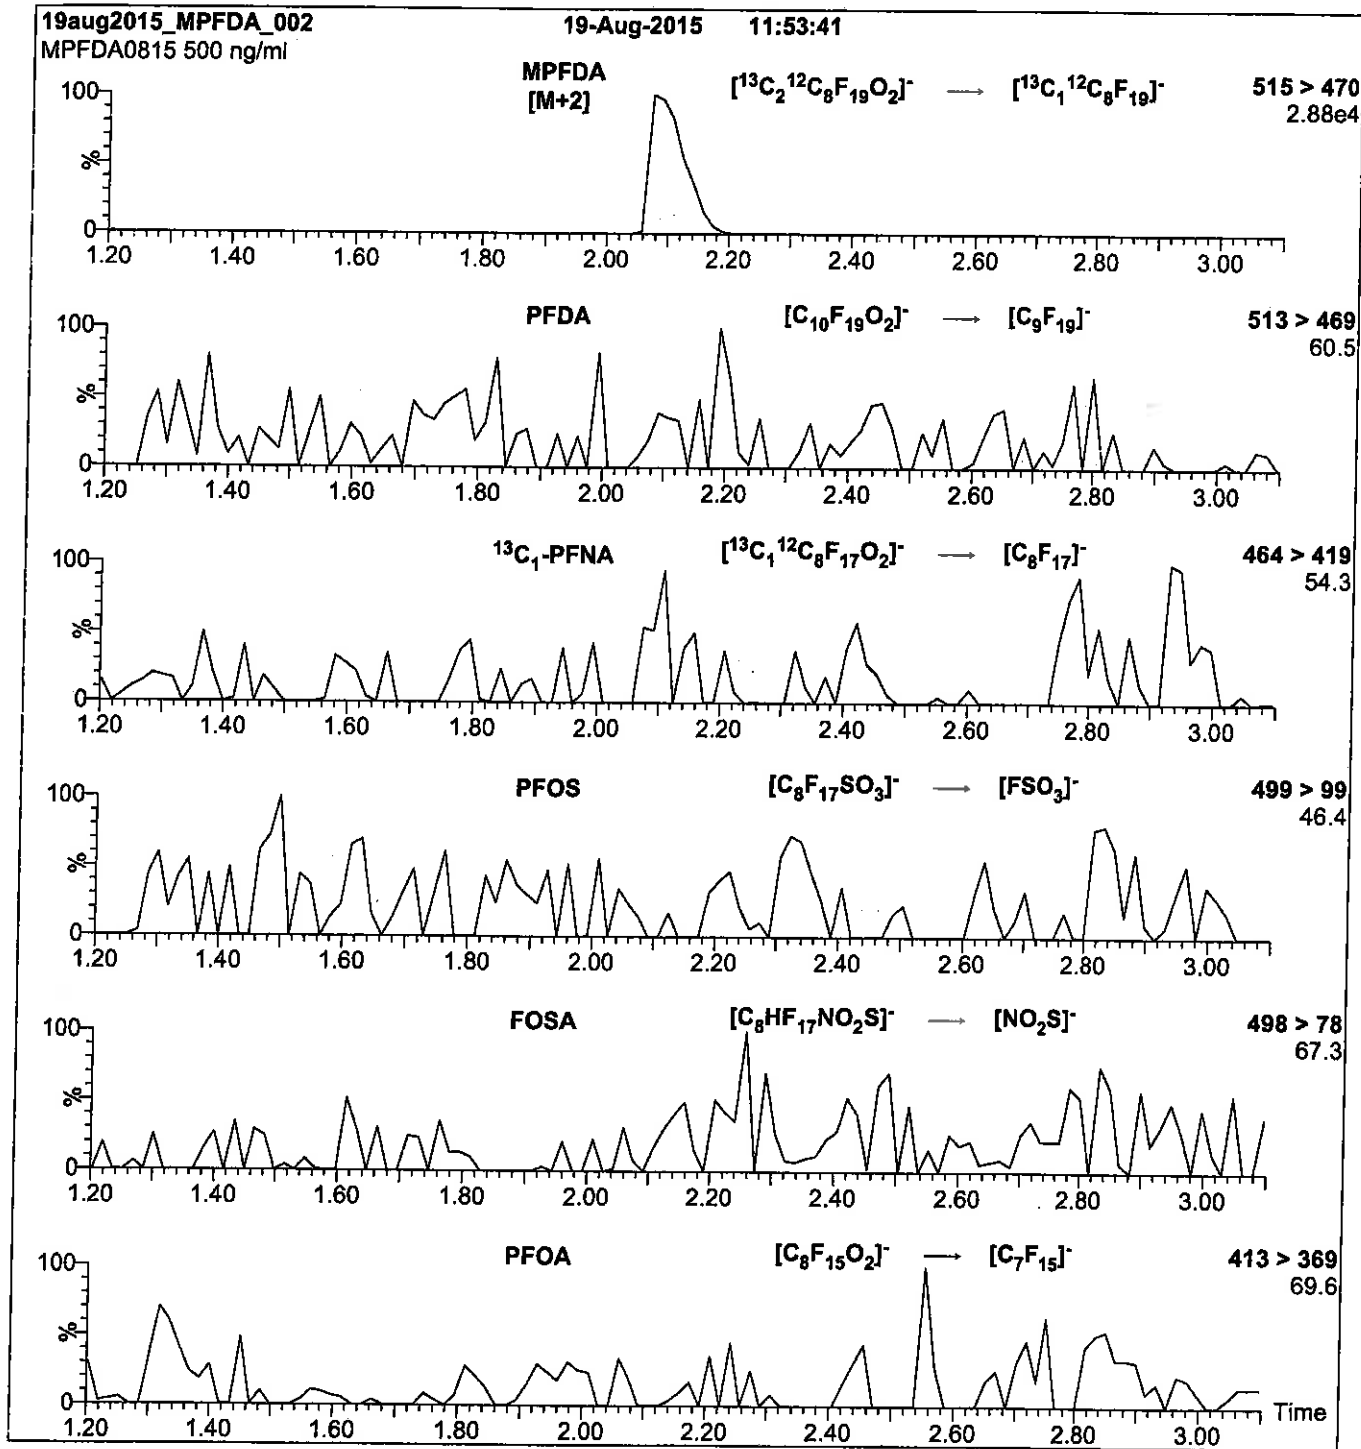 19aug2015_MPFDA_002 19-Aug-2015 11:53:41
MPFDA0815 500 ng/ml
MPFDA [¹³C₂¹²C₈F₁₉O₂]⁻ → [¹³C₁¹²C₈F₁₉]⁻ 515 > 470
[M+2] 2.88e4
100
%
0
1.20 1.40 1.60 1.80 2.00 2.20 2.40 2.60 2.80 3.00
PFDA [C₁₀F₁₉O₂]⁻ → [C₉F₁₉]⁻ 513 > 469
60.5
100
%
0
1.20 1.40 1.60 1.80 2.00 2.20 2.40 2.60 2.80 3.00
¹³C₁-PFNA [¹³C₁¹²C₈F₁₇O₂]⁻ → [C₈F₁₇]⁻ 464 > 419
54.3
100
%
0
1.20 1.40 1.60 1.80 2.00 2.20 2.40 2.60 2.80 3.00
PFOS [C₈F₁₇SO₃]⁻ → [FSO₃]⁻ 499 > 99
46.4
100
%
0
1.20 1.40 1.60 1.80 2.00 2.20 2.40 2.60 2.80 3.00
FOSA [C₈HF₁₇NO₂S]⁻ → [NO₂S]⁻ 498 > 78
67.3
100
%
0
1.20 1.40 1.60 1.80 2.00 2.20 2.40 2.60 2.80 3.00
PFOA [C₈F₁₅O₂]⁻ → [C₇F₁₅]⁻ 413 > 369
69.6
100
%
0
1.20 1.40 1.60 1.80 2.00 2.20 2.40 2.60 2.80 3.00 Time